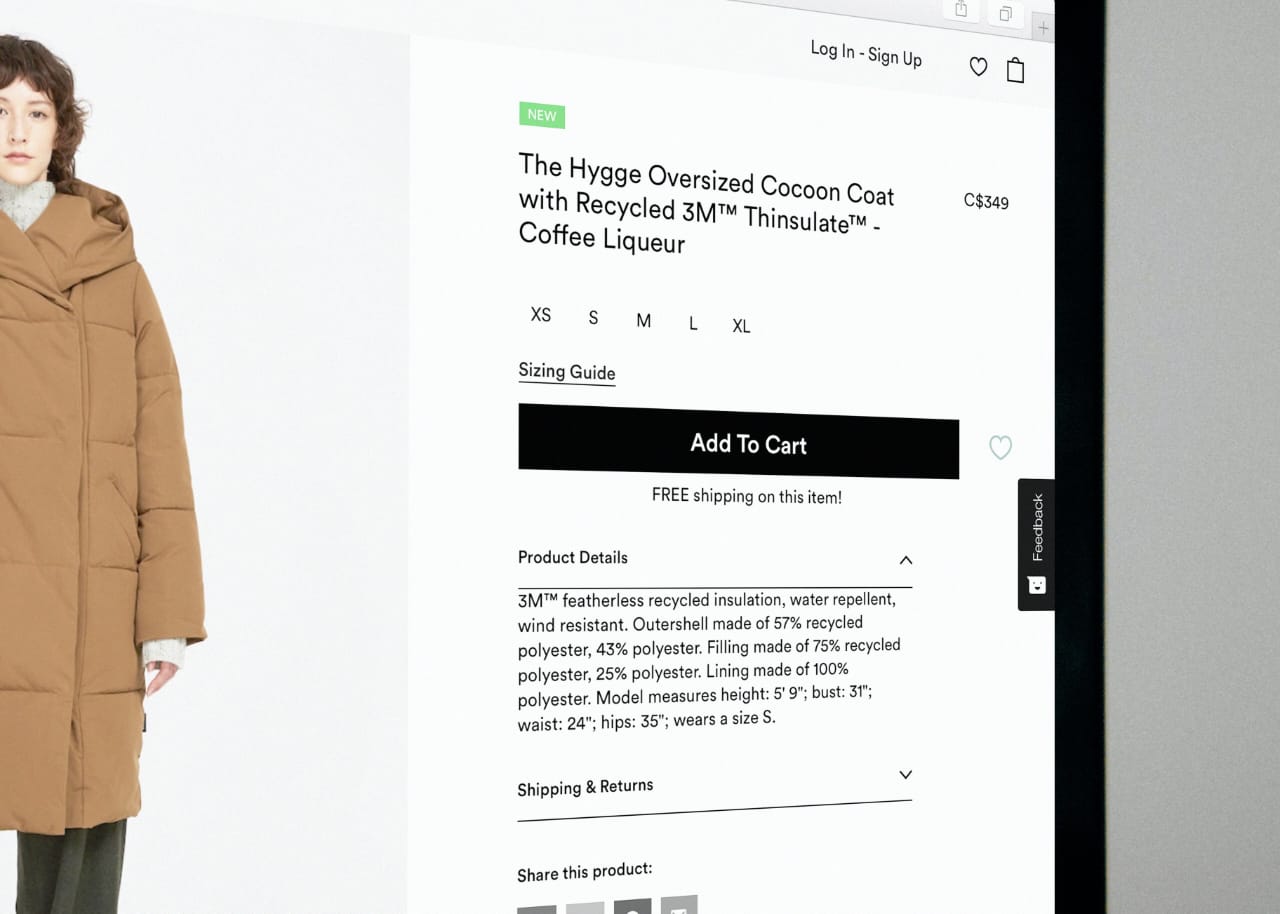 Log In - Sign Up
NEW
The Hygge Oversized Cocoon Coat
with Recycled 3M™ Thinsulate™ -
Coffee Liqueur
C$349
XS S M L XL
Sizing Guide
Add To Cart
FREE shipping on this item!
Feedback
Product Details
3M™ featherless recycled insulation, water repellent,
wind resistant. Outershell made of 57% recycled
polyester, 43% polyester. Filling made of 75% recycled
polyester, 25% polyester. Lining made of 100%
polyester. Model measures height: 5' 9"; bust: 31";
waist: 24"; hips: 35"; wears a size S.
Shipping & Returns
Share this product: